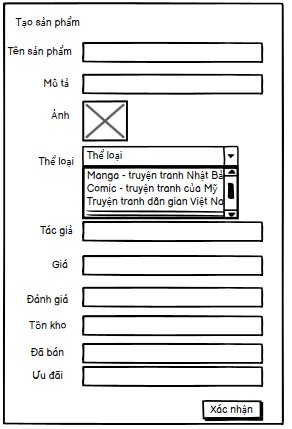 Tạo sản phẩm
Tên sản phẩm
Mô tả
Ảnh
Thể loại
Thể loại
Manga - truyện tranh Nhật Bả
Comic - truyện tranh của Mỹ
Truyện tranh dân gian Việt Na
Tác giả
Giá
Đánh giá
Tồn kho
Đã bán
Ưu đãi
Xác nhận